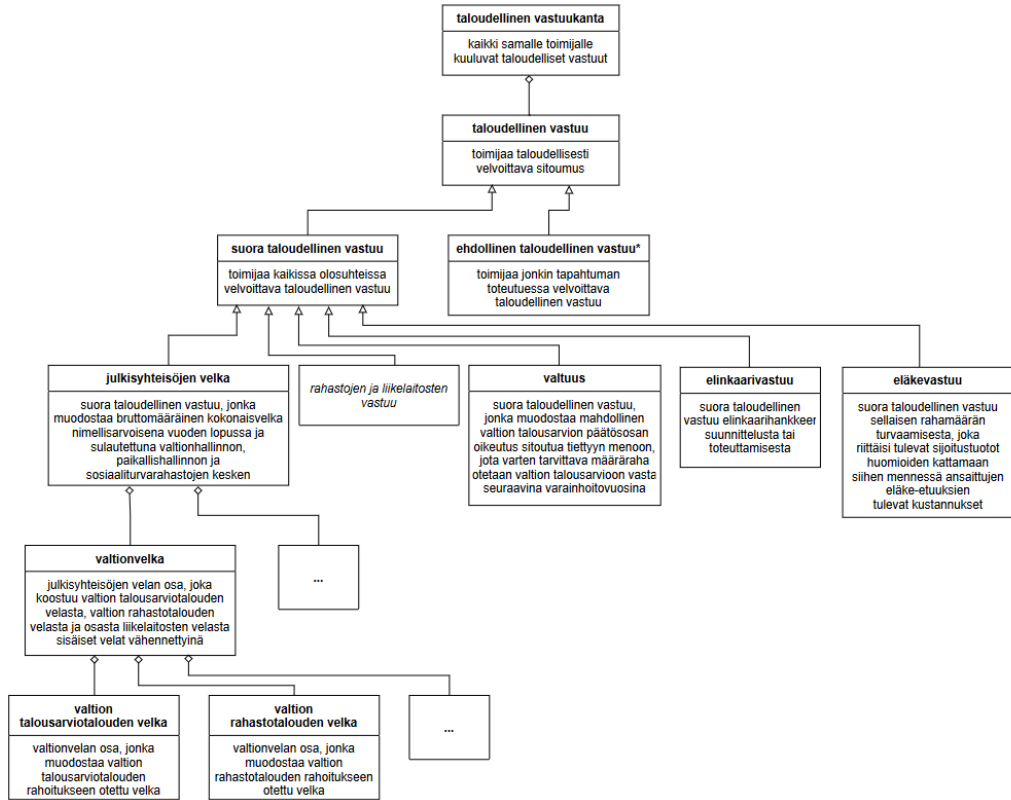 taloudellinen vastuukanta
kaikki samalle toimijalle
kuuluvat taloudelliset vastuut
taloudellinen vastuu
toimijaa taloudellisesti
velvoittava sitoumus
suora taloudellinen vastuu
toimijaa kaikissa olosuhteissa
velvoittava taloudellinen vastuu
ehdollinen taloudellinen vastuu*
toimijaa jonkin tapahtuman
toteutuessa velvoittava
taloudellinen vastuu
julkisyhteisöjen velka
suora taloudellinen vastuu, jonka
muodostaa bruttomääräinen kokonaisvelka
nimellisarvoisena vuoden lopussa ja
sulautettuna valtionhallinnon,
paikallishallinnon ja
sosiaaliturvarahastojen kesken
rahastojen ja liikelaitosten
vastuu
valtuus
suora taloudellinen vastuu,
jonka muodostaa mahdollinen
valtion talousarvion päätösosan
oikeutus sitoutua tiettyyn menoon,
jota varten tarvittava määräraha
otetaan valtion talousarvioon vasta
seuraavina varainhoitovuosina
elinkaarivastuu
suora taloudellinen
vastuu elinkaarihankkeer
suunnittelusta tai
toteuttamisesta
eläkevastuu
suora taloudellinen vastuu
sellaisen rahamäärän
turvaamisesta, joka
riittäisi tulevat sijoitustuotot
huomioiden kattamaan
siihen mennessä ansaittujen
eläke-etuuksien
tulevat kustannukset
valtionvelka
julkisyhteisöjen velan osa, joka
koostuu valtion talousarviotalouden
velasta, valtion rahastotalouden
velasta ja osasta liikelaitosten velasta
sisäiset velat vähennettyinä
...
valtion
talousarviotalouden velka
valtionvelan osa, jonka
muodostaa valtion
talousarviotalouden
rahoitukseen otettu velka
valtion
rahastotalouden velka
valtionvelan osa, jonka
muodostaa valtion
rahastotalouden rahoitukseen
otettu velka
...